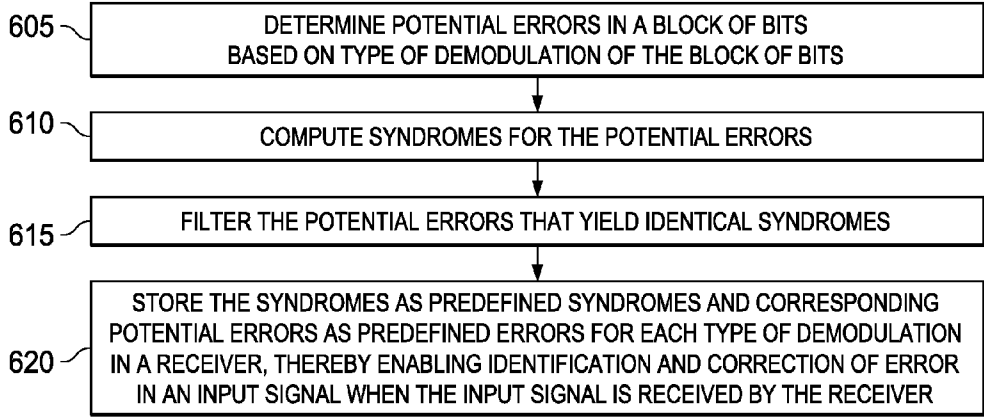 605
DETERMINE POTENTIAL ERRORS IN A BLOCK OF BITS
BASED ON TYPE OF DEMODULATION OF THE BLOCK OF BITS
610
COMPUTE SYNDROMES FOR THE POTENTIAL ERRORS
615
FILTER THE POTENTIAL ERRORS THAT YIELD IDENTICAL SYNDROMES
620
STORE THE SYNDROMES AS PREDEFINED SYNDROMES AND CORRESPONDING
POTENTIAL ERRORS AS PREDEFINED ERRORS FOR EACH TYPE OF DEMODULATION
IN A RECEIVER, THEREBY ENABLING IDENTIFICATION AND CORRECTION OF ERROR
IN AN INPUT SIGNAL WHEN THE INPUT SIGNAL IS RECEIVED BY THE RECEIVER